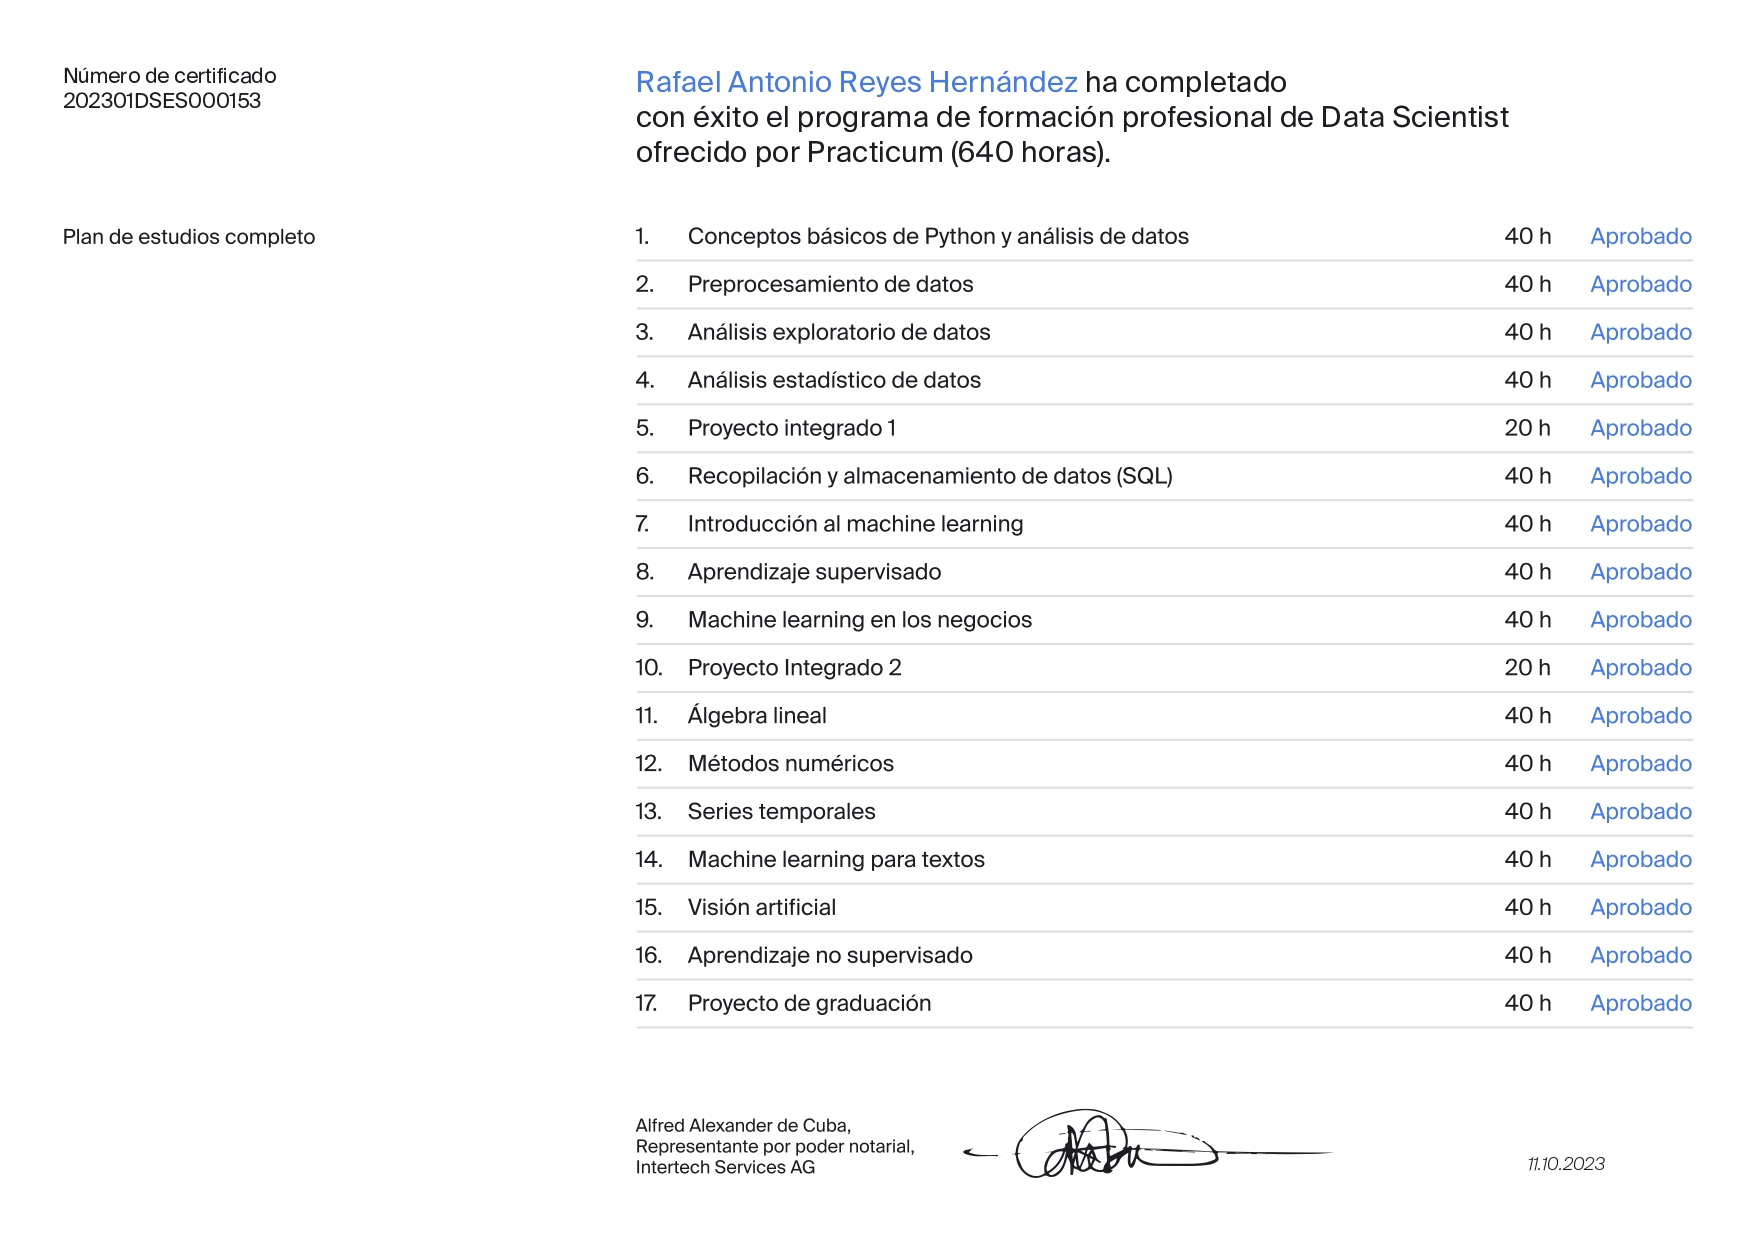 Número de certificado
202301DSES000153
Rafael Antonio Reyes Hernández ha completado
con éxito el programa de formación profesional de Data Scientist
ofrecido por Practicum (640 horas).
Plan de estudios completo
1. Conceptos básicos de Python y análisis de datos 40 h Aprobado
2. Preprocesamiento de datos 40 h Aprobado
3. Análisis exploratorio de datos 40 h Aprobado
4. Análisis estadístico de datos 40 h Aprobado
5. Proyecto integrado 1 20 h Aprobado
6. Recopilación y almacenamiento de datos (SQL) 40 h Aprobado
7. Introducción al machine learning 40 h Aprobado
8. Aprendizaje supervisado 40 h Aprobado
9. Machine learning en los negocios 40 h Aprobado
10. Proyecto Integrado 2 20 h Aprobado
11. Álgebra lineal 40 h Aprobado
12. Métodos numéricos 40 h Aprobado
13. Series temporales 40 h Aprobado
14. Machine learning para textos 40 h Aprobado
15. Visión artificial 40 h Aprobado
16. Aprendizaje no supervisado 40 h Aprobado
17. Proyecto de graduación 40 h Aprobado
Alfred Alexander de Cuba,
Representante por poder notarial,
Intertech Services AG
11.10.2023